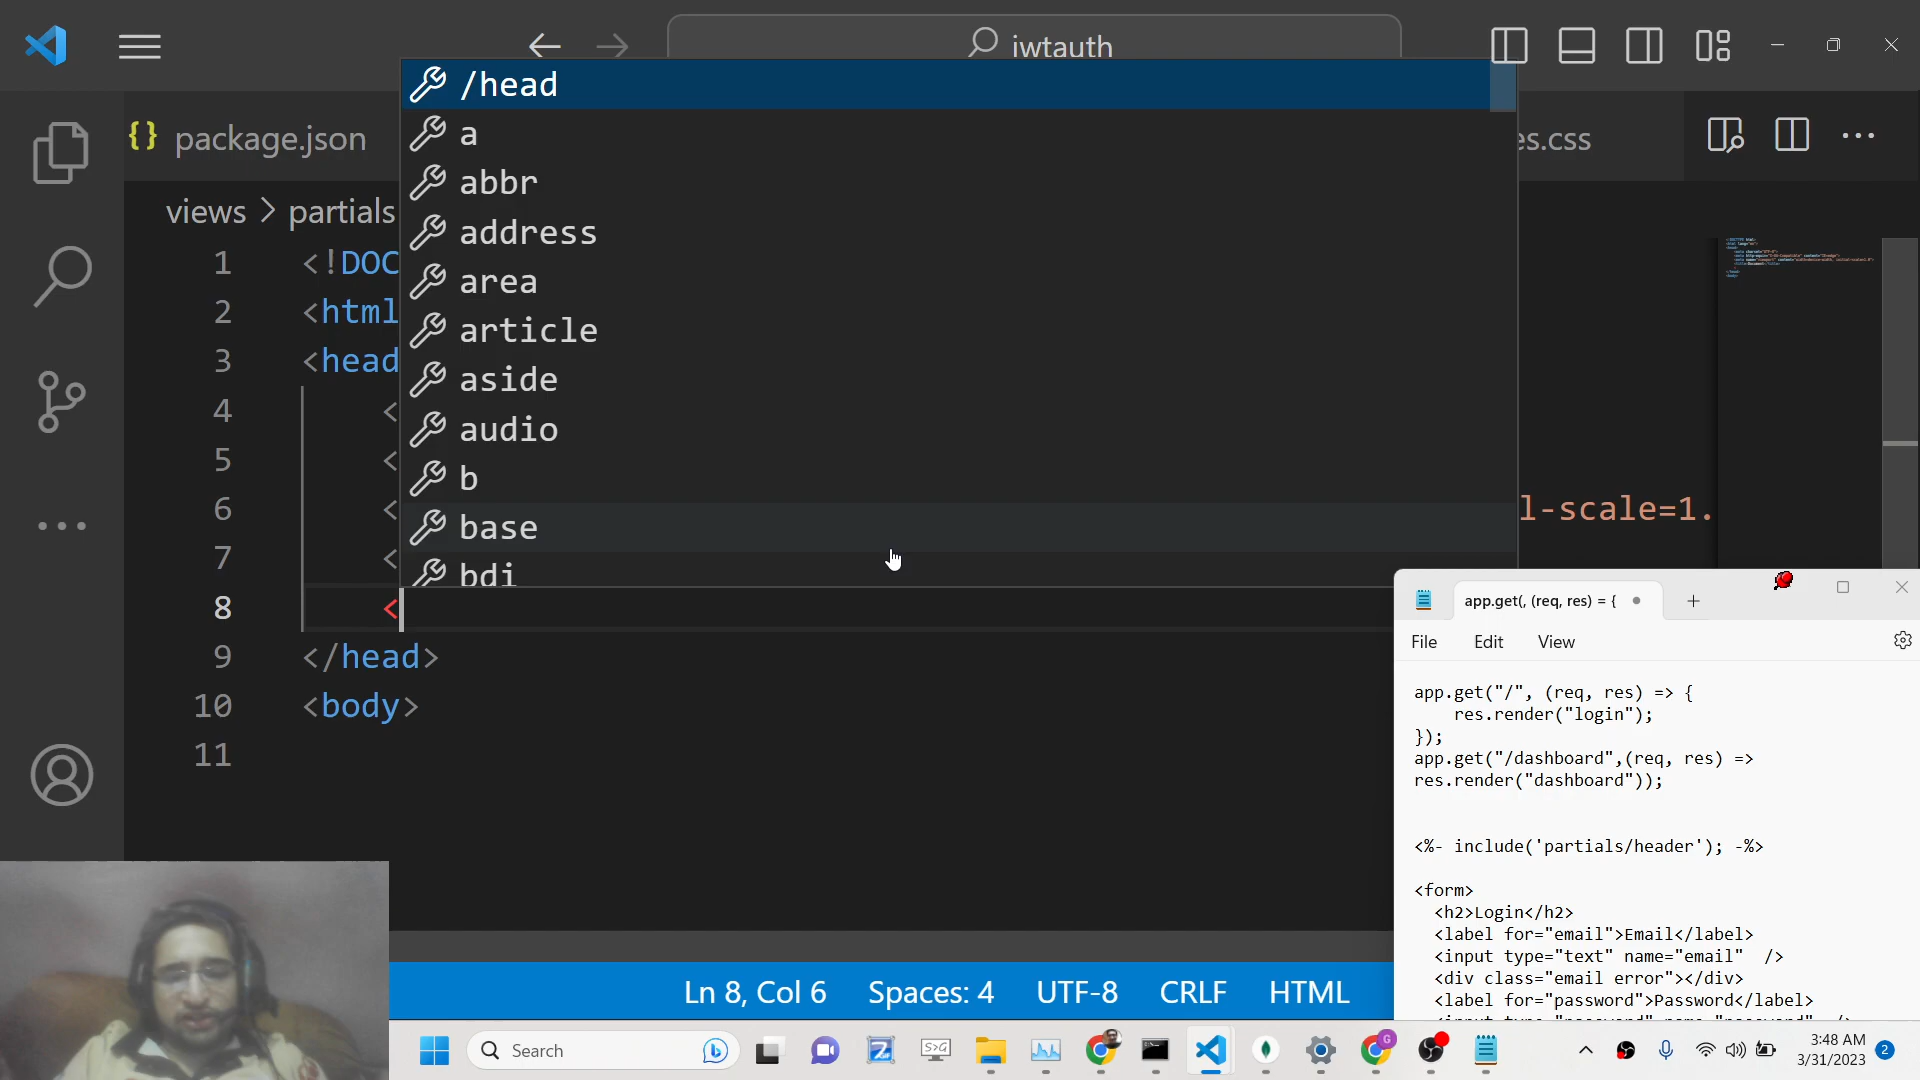 iwtauth
{} package.json
es.css
views > partials
/head
a
abbr
address
area
article
aside
audio
b
base
bdi
1 <!DOC
2 <html
3 <head
4 <
5 <
6 < l-scale=1.
7 <
8 <
9 </head>
10 <body>
11
Ln 8, Col 6 Spaces: 4 UTF-8 CRLF HTML
app.get(, (req, res) = {
File Edit View
app.get("/", (req, res) => {
res.render("login");
});
app.get("/dashboard",(req, res) =>
res.render("dashboard"));
<%- include('partials/header'); -%>
<form>
<h2>Login</h2>
<label for="email">Email</label>
<input type="text" name="email" />
<div class="email error"></div>
<label for="password">Password</label>
Search
3:48 AM
3/31/2023
2